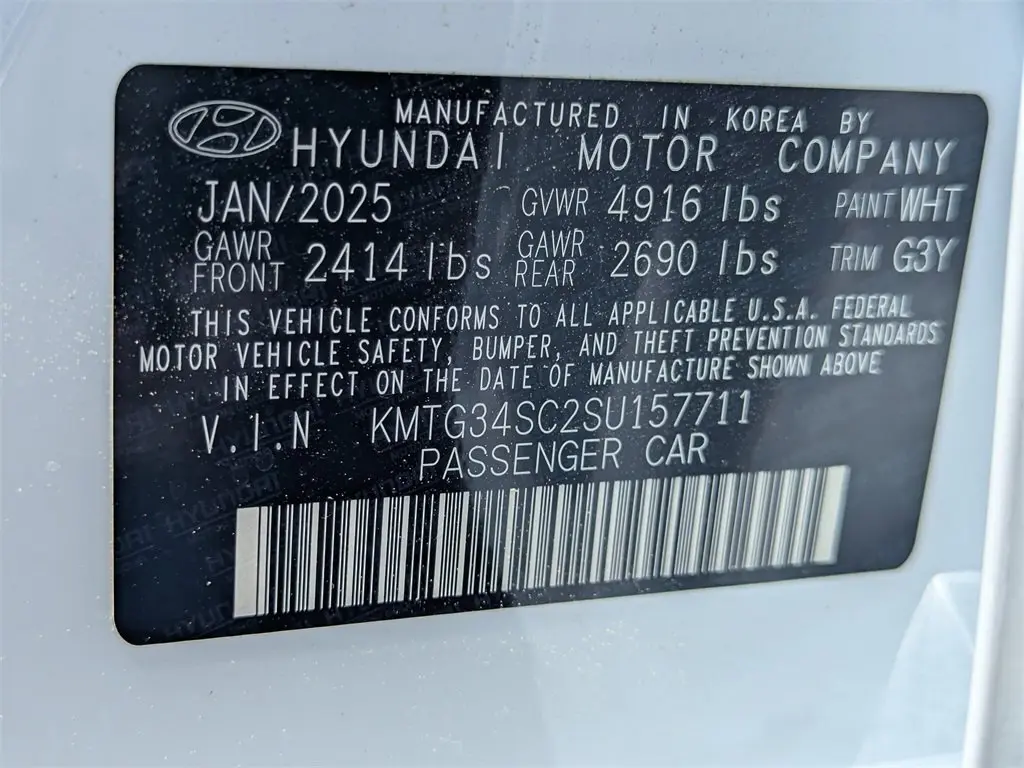 MANUFACTURED IN KOREA BY
HYUNDAI MOTOR COMPANY
JAN/2025 GVWR 4916 lbs PAINT WHT
GAWR FRONT 2414 lbs GAWR REAR 2690 lbs TRIM G3Y
THIS VEHICLE CONFORMS TO ALL APPLICABLE U.S.A. FEDERAL
MOTOR VEHICLE SAFETY, BUMPER, AND THEFT PREVENTION STANDARDS
IN EFFECT ON THE DATE OF MANUFACTURE SHOWN ABOVE
V.I.N KMTG34SC2SU157711
PASSENGER CAR